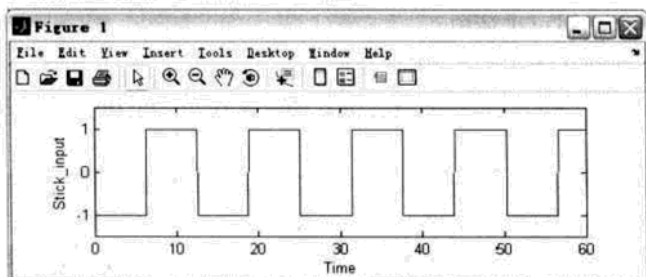 Figure 1
File Edit View Insert Tools Desktop Window Help
1
0
-1
Stick_input
0 10 20 30 40 50 60
Time